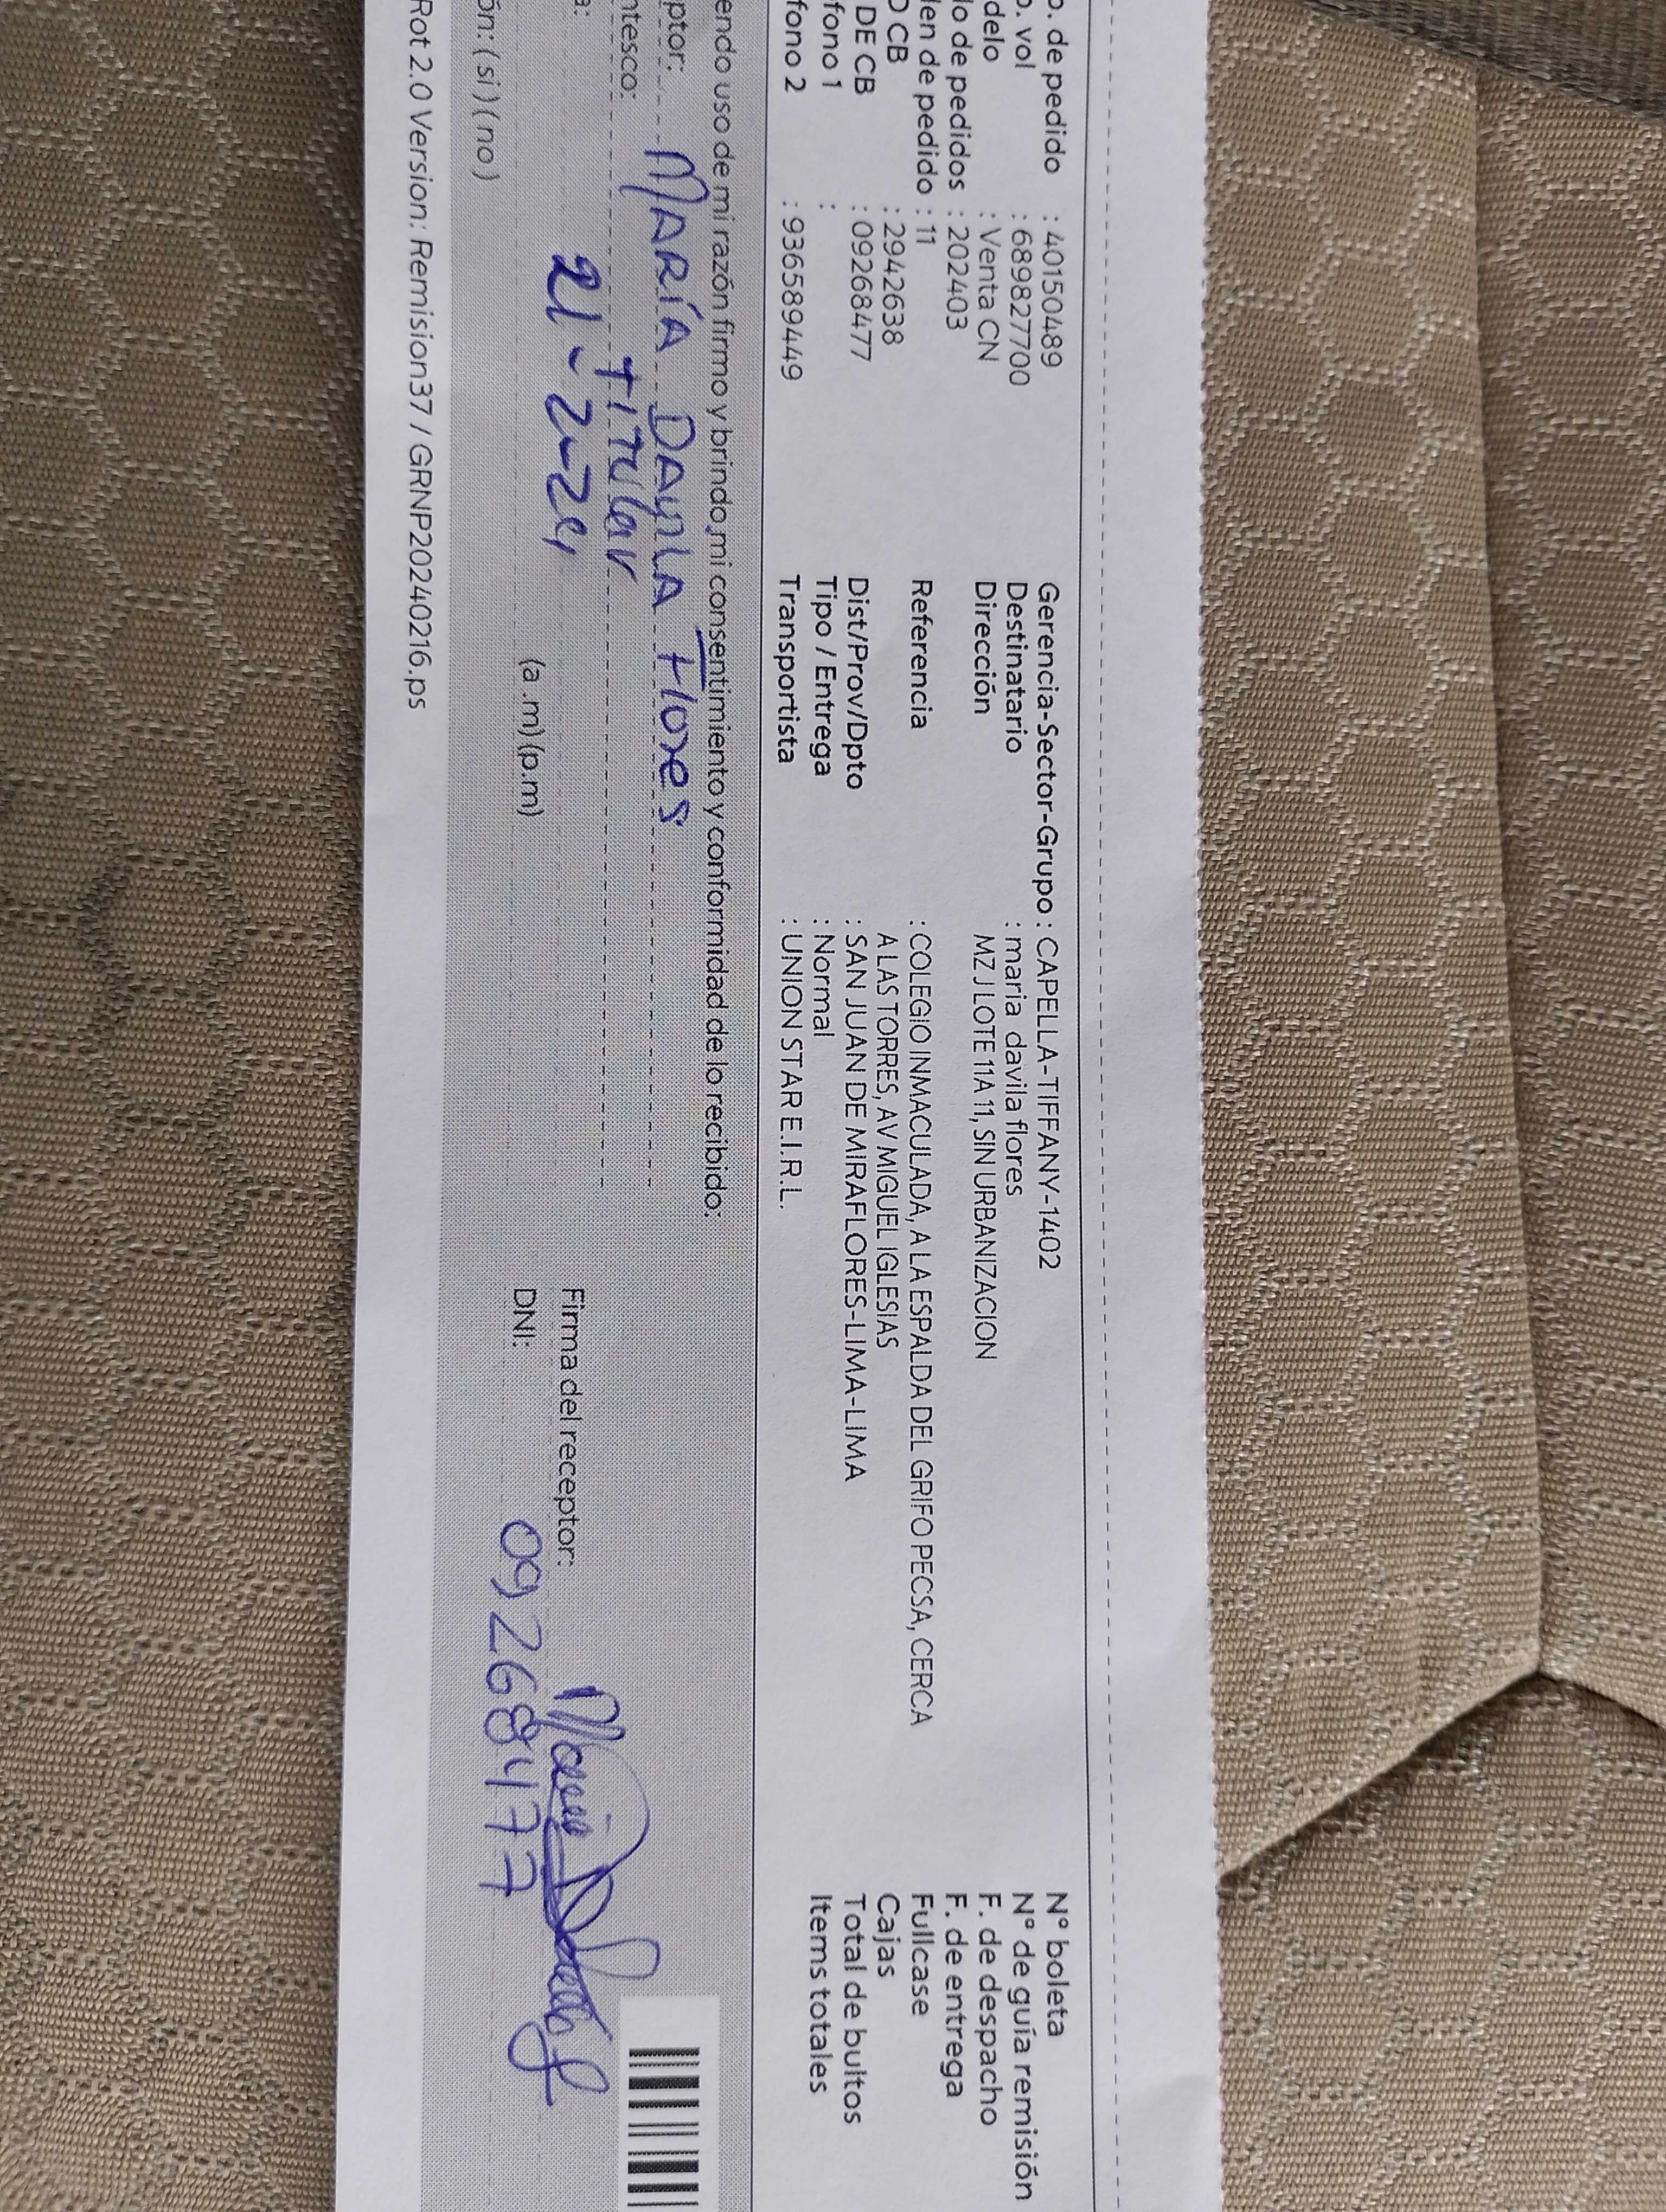 o. de pedido : 40150489 Gerencia-Sector-Grupo : CAPELLA-TIFFANY-1402 N° boleta
o. vol : 689827700 Destinatario : maria davila flores N° de guía remisión
delo : Venta CN Dirección MZ J LOTE 11A 11, SIN URBANIZACION F. de despacho
lo de pedidos : 202403 F. de entrega
len de pedido : 11 Referencia : COLEGIO INMACULADA, A LA ESPALDA DEL GRIFO PECSA, CERCA Fullcase
O CB : 2942638 A LAS TORRES, AV MIGUEL IGLESIAS Cajas
DE CB : 09268477 Dist/Prov/Dpto : SAN JUAN DE MIRAFLORES-LIMA-LIMA Total de bultos
fono 1 : Tipo / Entrega : Normal Items totales
fono 2 : 936589449 Transportista : UNION STAR E.I.R.L.
endo uso de mi razón firmo y brindo mi consentimiento y conformidad de lo recibido:
ptor: MARÍA DAVILA Flores
ntesco: TITular
a: 21-2-24 Firma del receptor:
(a.m) (p.m) DNI: 09268477
ón: (si) (no)
Rot 2.0 Version: Remision37 / GRNP20240216.ps